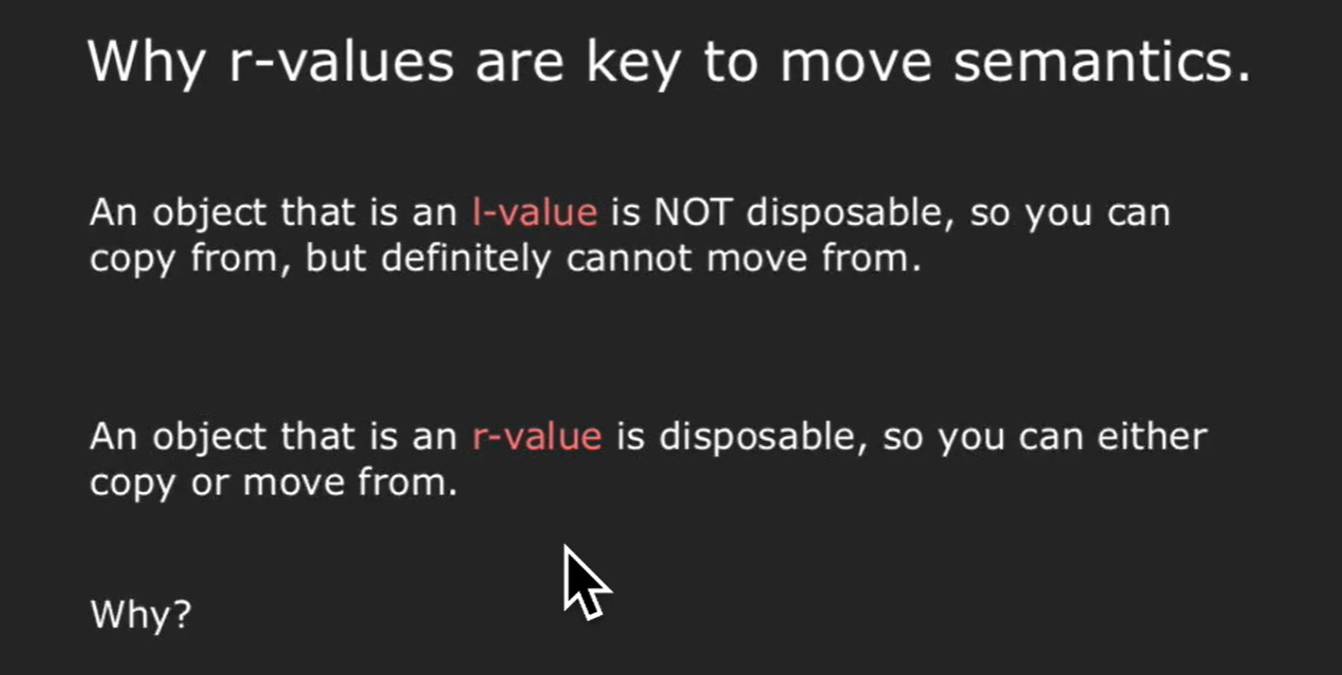 Why r-values are key to move semantics.
An object that is an l-value is NOT disposable, so you can
copy from, but definitely cannot move from.
An object that is an r-value is disposable, so you can either
copy or move from.
Why?